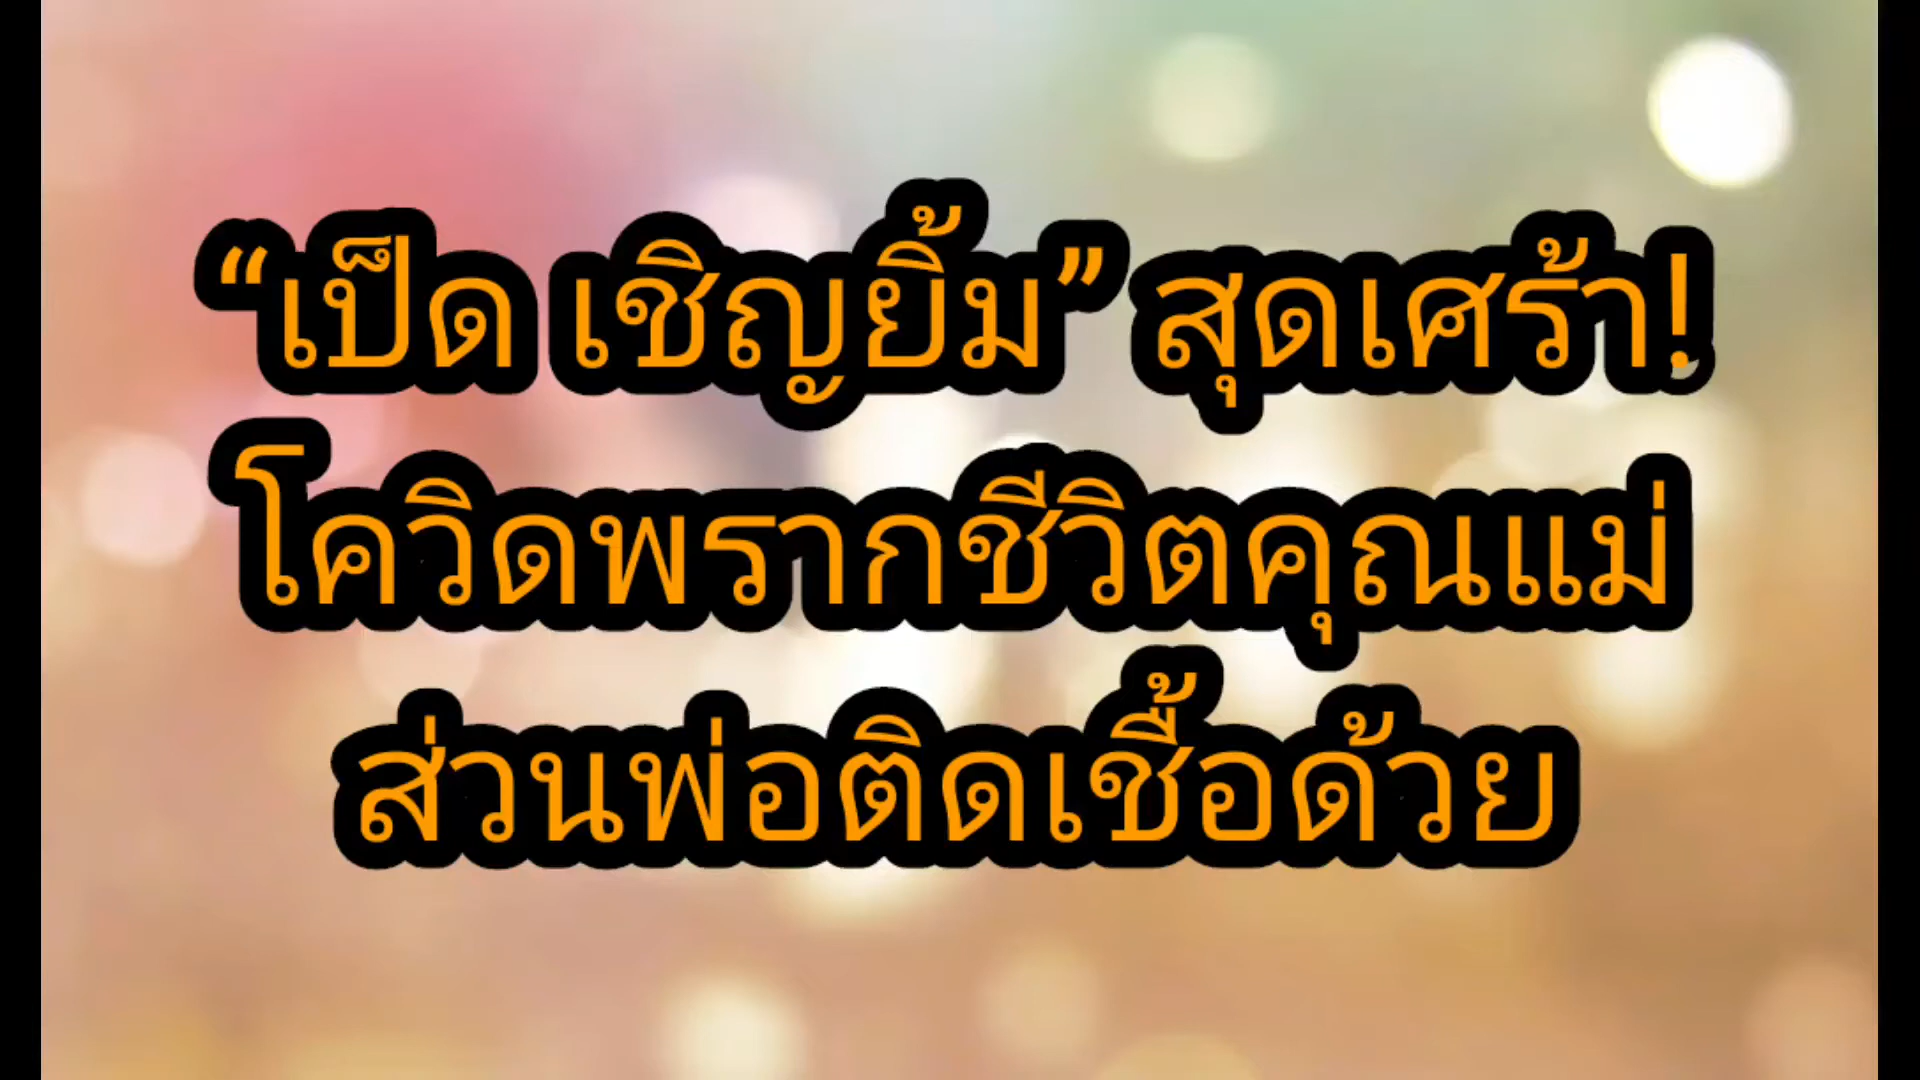 “เป็ด เชิญยิ้ม” สุดเศร้า!
โควิดพรากชีวิตคุณแม่
ส่วนพ่อติดเชื้อด้วย